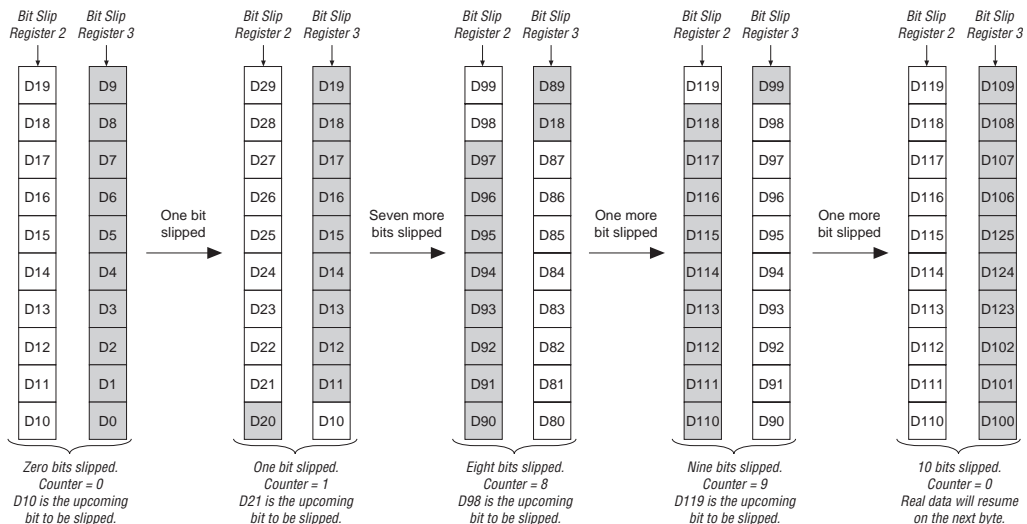 Bit Slip Register 2
Bit Slip Register 3
D19 D9
D18 D8
D17 D7
D16 D6
D15 D5
D14 D4
D13 D3
D12 D2
D11 D1
D10 D0
Zero bits slipped.
Counter = 0
D10 is the upcoming
bit to be slipped.
One bit
slipped
Bit Slip Register 2
Bit Slip Register 3
D29 D19
D28 D18
D27 D17
D26 D16
D25 D15
D24 D14
D23 D13
D22 D12
D21 D11
D20 D10
One bit slipped.
Counter = 1
D21 is the upcoming
bit to be slipped.
Seven more
bits slipped
Bit Slip Register 2
Bit Slip Register 3
D99 D89
D98 D18
D97 D87
D96 D86
D95 D85
D94 D84
D93 D83
D92 D82
D91 D81
D90 D80
Eight bits slipped.
Counter = 8
D98 is the upcoming
bit to be slipped.
One more
bit slipped
Bit Slip Register 2
Bit Slip Register 3
D119 D99
D118 D98
D117 D97
D116 D96
D115 D95
D114 D94
D113 D93
D112 D92
D111 D91
D110 D90
Nine bits slipped.
Counter = 9
D119 is the upcoming
bit to be slipped.
One more
bit slipped
Bit Slip Register 2
Bit Slip Register 3
D119 D109
D118 D108
D117 D107
D116 D106
D115 D125
D114 D124
D113 D123
D112 D102
D111 D101
D110 D100
10 bits slipped.
Counter = 0
Real data will resume
on the next byte.